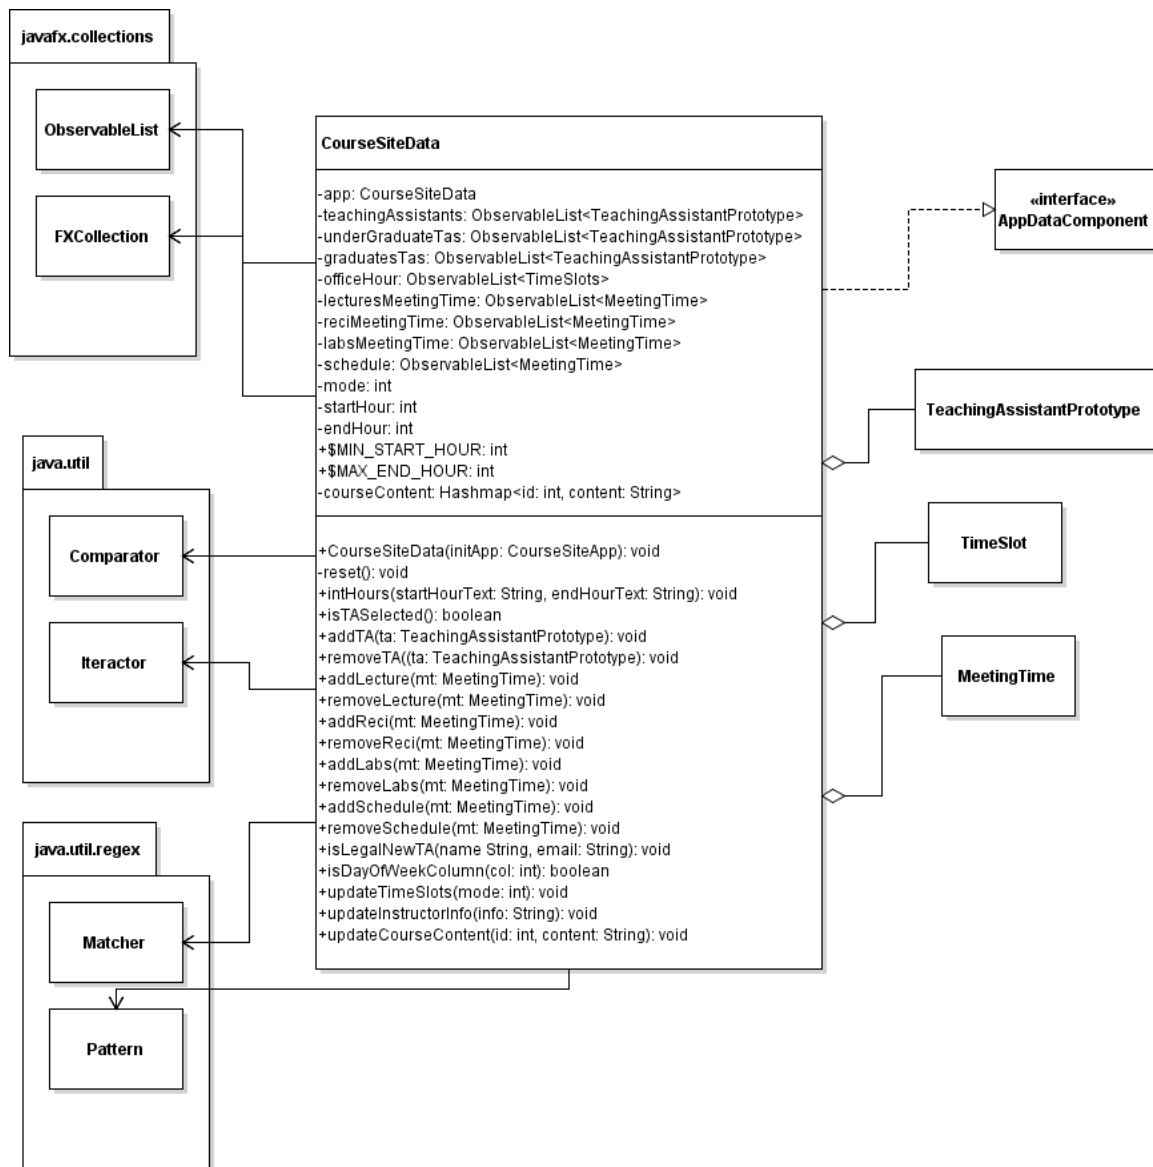 javafx.collections
ObservableList
FXCollection
java.util
Comparator
Iteractor
java.util.regex
Matcher
Pattern
CourseSiteData
-app: CourseSiteData
-teachingAssistants: ObservableList<TeachingAssistantPrototype>
-underGraduateTas: ObservableList<TeachingAssistantPrototype>
-graduatesTas: ObservableList<TeachingAssistantPrototype>
-officeHour: ObservableList<TimeSlots>
-lecturesMeetingTime: ObservableList<MeetingTime>
-reciMeetingTime: ObservableList<MeetingTime>
-labsMeetingTime: ObservableList<MeetingTime>
-schedule: ObservableList<MeetingTime>
-mode: int
-startHour: int
-endHour: int
+$MIN_START_HOUR: int
+$MAX_END_HOUR: int
-courseContent: Hashmap<id: int, content: String>
+CourseSiteData(initApp: CourseSiteApp): void
-reset(): void
+intHours(startHourText: String, endHourText: String): void
+isTASelected(): boolean
+addTA(ta: TeachingAssistantPrototype): void
+removeTA((ta: TeachingAssistantPrototype): void
+addLecture(mt: MeetingTime): void
+removeLecture(mt: MeetingTime): void
+addReci(mt: MeetingTime): void
+removeReci(mt: MeetingTime): void
+addLabs(mt: MeetingTime): void
+removeLabs(mt: MeetingTime): void
+addSchedule(mt: MeetingTime): void
+removeSchedule(mt: MeetingTime): void
+isLegalNewTA(name String, email: String): void
+isDayOfWeekColumn(col: int): boolean
+updateTimeSlots(mode: int): void
+updateInstructorInfo(info: String): void
+updateCourseContent(id: int, content: String): void
«interface»
AppDataComponent
TeachingAssistantPrototype
TimeSlot
MeetingTime